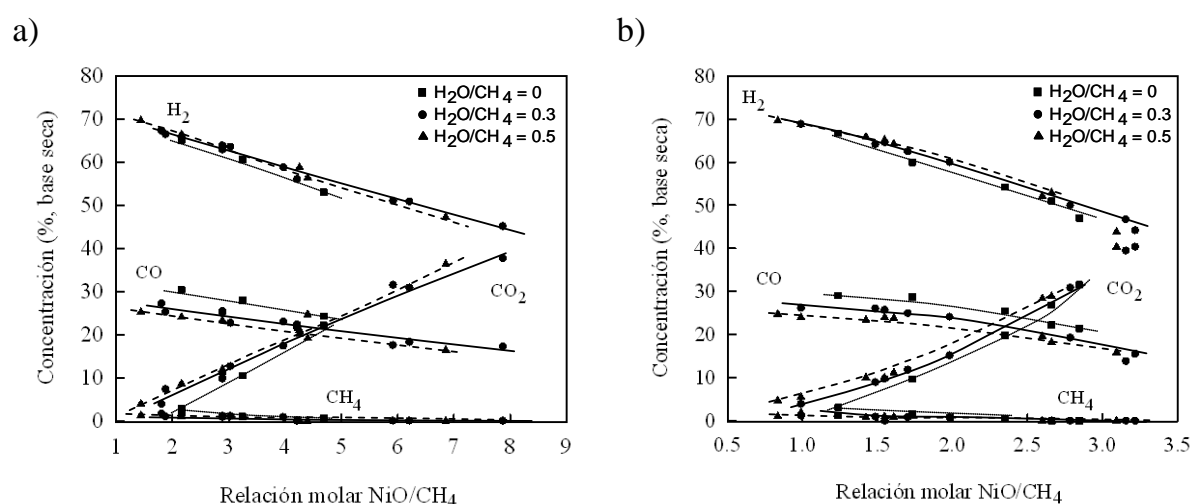 a)
80
70
60
50
40
30
20
10
0
Concentración (%, base seca)
H2
CO
CO2
CH4
H2O/CH4 = 0
H2O/CH4 = 0.3
H2O/CH4 = 0.5
1 2 3 4 5 6 7 8 9
Relación molar NiO/CH4
b)
80
70
60
50
40
30
20
10
0
Concentración (%, base seca)
H2
CO
CO2
CH4
H2O/CH4 = 0
H2O/CH4 = 0.3
H2O/CH4 = 0.5
0.5 1.0 1.5 2.0 2.5 3.0 3.5
Relación molar NiO/CH4